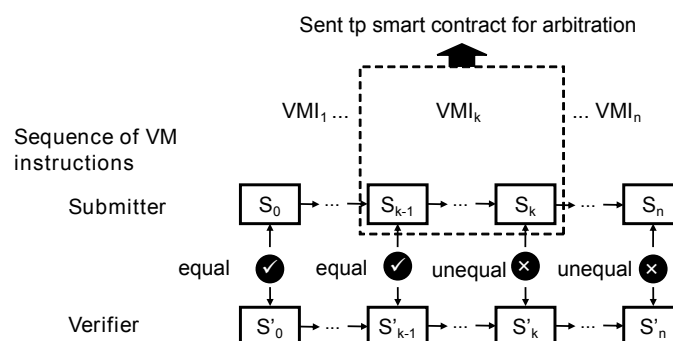 Sent tp smart contract for arbitration
VMI₁ ... VMIₖ ... VMIₙ
Sequence of VM
instructions
Submitter S₀ ... Sₖ₋₁ ... Sₖ ... Sₙ
equal equal unequal unequal
Verifier S'₀ ... S'ₖ₋₁ ... S'ₖ ... S'ₙ